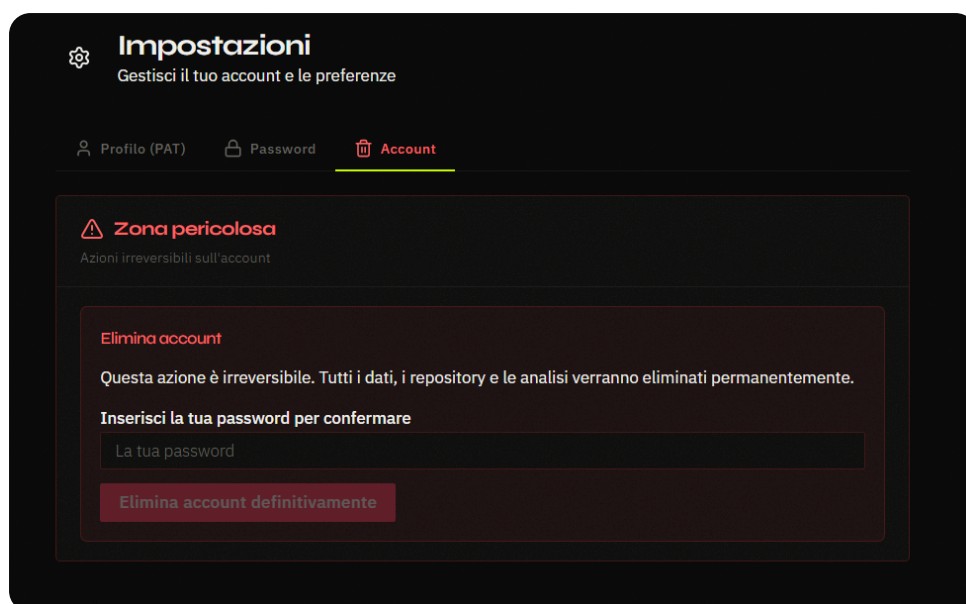 Impostazioni
Gestisci il tuo account e le preferenze
Profilo (PAT) Password Account
Zona pericolosa
Azioni irreversibili sull'account
Elimina account
Questa azione è irreversibile. Tutti i dati, i repository e le analisi verranno eliminati permanentemente.
Inserisci la tua password per confermare
La tua password
Elimina account definitivamente